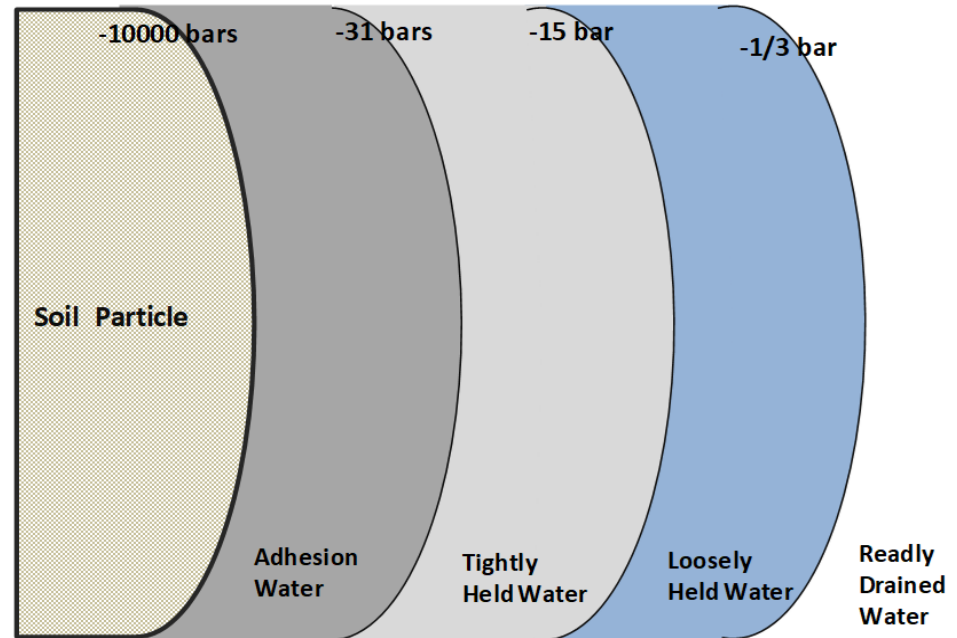 -10000 bars
-31 bars
-15 bar
-1/3 bar
Soil Particle
Adhesion
Water
Tightly
Held Water
Loosely
Held Water
Readly
Drained
Water